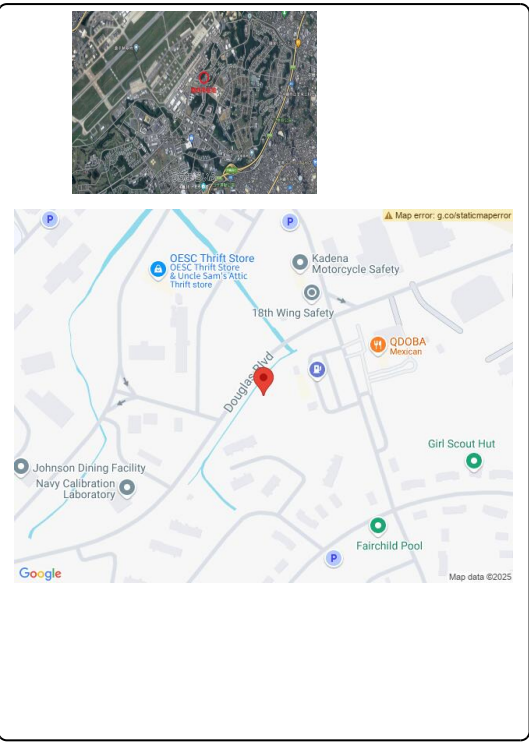 P
P
Map error: g.co/staticmaperror
OESC Thrift Store
OESC Thrift Store
& Uncle Sam's Attic
Thrift store
Kadena
Motorcycle Safety
18th Wing Safety
QDOBA
Mexican
Douglas Blvd
Girl Scout Hut
Johnson Dining Facility
Navy Calibration
Laboratory
Fairchild Pool
P
Google
Map data ©2025